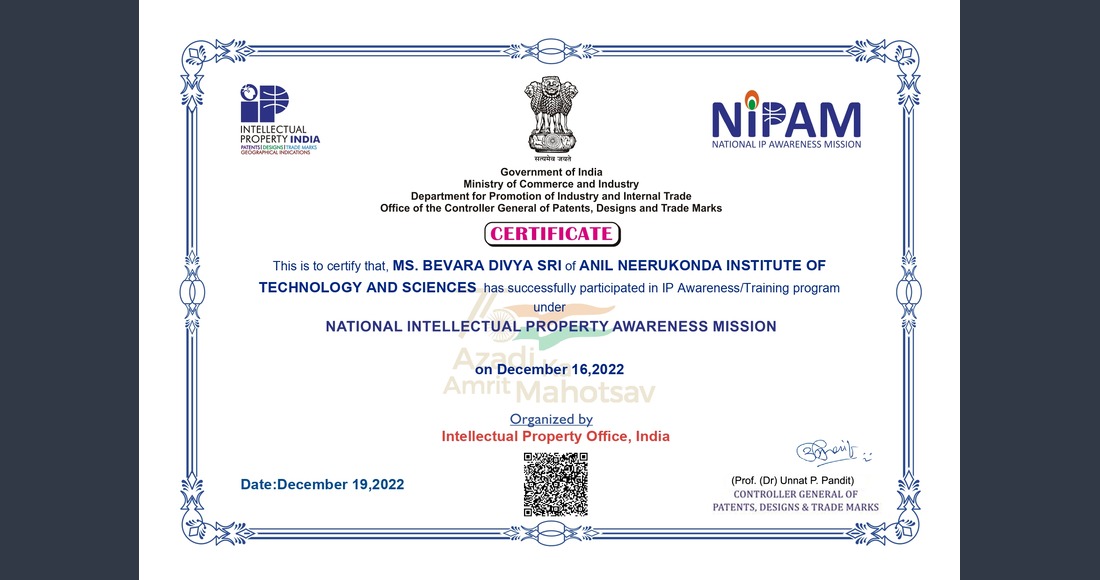 INTELLECTUAL
PROPERTY INDIA
PATENTS | DESIGNS | TRADE MARKS
GEOGRAPHICAL INDICATIONS
सत्यमेव जयते
NiPAM
NATIONAL IP AWARENESS MISSION
Government of India
Ministry of Commerce and Industry
Department for Promotion of Industry and Internal Trade
Office of the Controller General of Patents, Designs and Trade Marks
CERTIFICATE
This is to certify that, MS. BEVARA DIVYA SRI of ANIL NEERUKONDA INSTITUTE OF
TECHNOLOGY AND SCIENCES has successfully participated in IP Awareness/Training program
under
NATIONAL INTELLECTUAL PROPERTY AWARENESS MISSION
Azadi Ka
Amrit Mahotsav
on December 16,2022
Organized by
Intellectual Property Office, India
Date:December 19,2022
(Prof. (Dr) Unnat P. Pandit)
CONTROLLER GENERAL OF
PATENTS, DESIGNS & TRADE MARKS